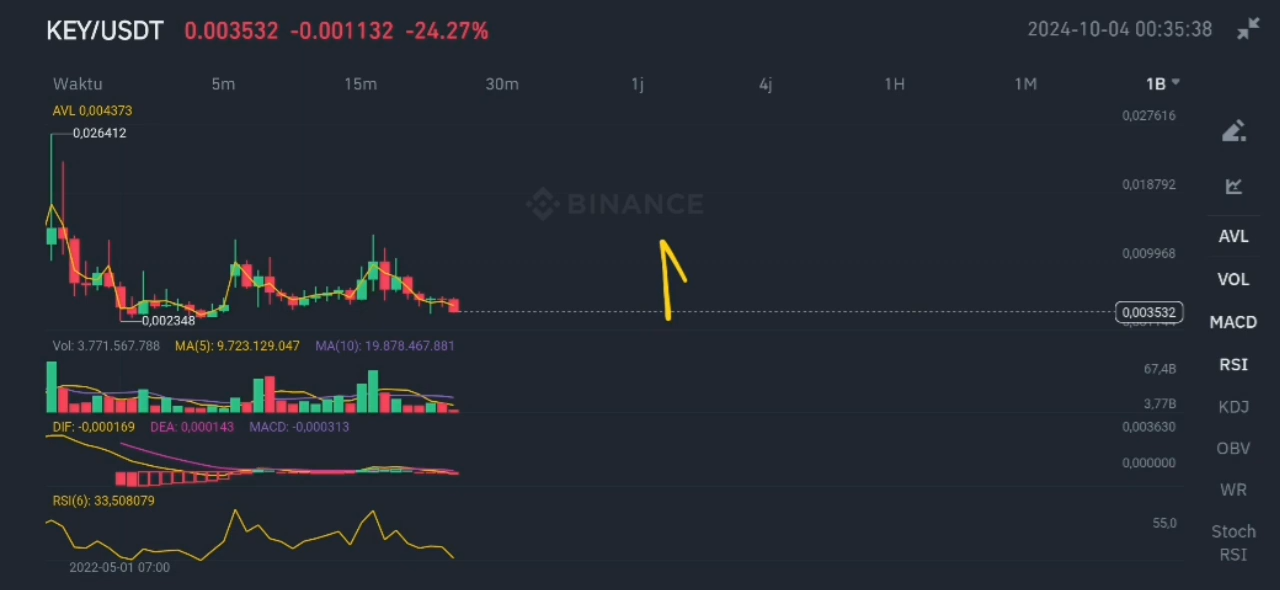 KEY/USDT 0.003532 -0.001132 -24.27% 2024-10-04 00:35:38
Waktu 5m 15m 30m 1j 4j 1H 1M 1B
AVL 0,004373
0,026412
0,002348
BINANCE
0,027616
0,018792
0,009968
0,003532
Vol: 3.771.567.788 MA(5): 9.723.129.047 MA(10): 19.878.467.881
67,4B
3,77B
DIF: -0,000169 DEA: 0,000143 MACD: -0,000313
0,003630
0,000000
RSI(6): 33,508079
55,0
2022-05-01 07:00
AVL
VOL
MACD
RSI
KDJ
OBV
WR
Stoch
RSI